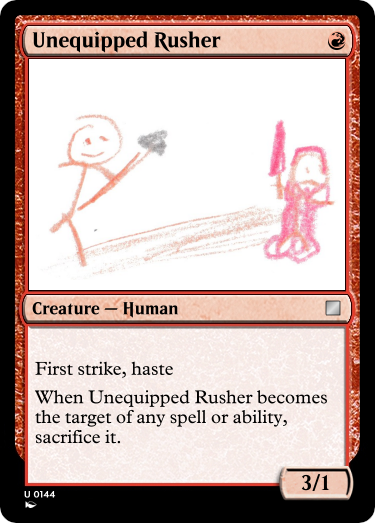 Unequipped Rusher
Creature — Human
First strike, haste
When Unequipped Rusher becomes
the target of any spell or ability,
sacrifice it.
3/1
U 0144